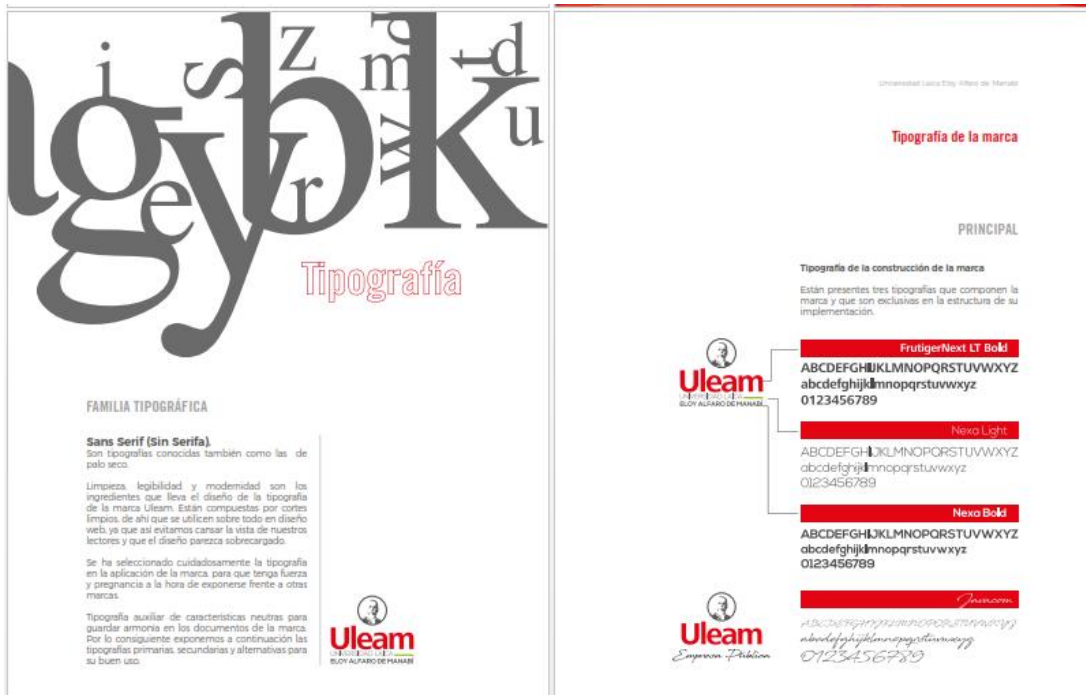 Tipografía
FAMILIA TIPOGRÁFICA
Sans Serif (Sin Serifa).
Son tipografías conocidas también como las de
palo seco.
Limpieza, legibilidad y modernidad son los
ingredientes que lleva el diseño de la tipografía
de la marca Uleam. Están compuestas por cortes
limpios, de ahí que se utilicen sobre todo en diseño
web, ya que así evitamos cansar la vista de nuestros
lectores y que el diseño parezca sobrecargado.
Se ha seleccionado cuidadosamente la tipografía
en la aplicación de la marca, para que tenga fuerza
y pregnancia a la hora de exponerse frente a otras
marcas.
Tipografía auxiliar de características neutras para
guardar armonía en los documentos de la marca.
Por lo consiguiente exponemos a continuación las
tipografías primarias, secundarias y alternativas para
su buen uso.
Uleam
UNIVERSIDAD LAICA
ELOY ALFARO DE MANABÍ
Universidad Laica Eloy Alfaro de Manabí
Tipografía de la marca
PRINCIPAL
Tipografía de la construcción de la marca
Están presentes tres tipografías que componen la
marca y que son exclusivas en la estructura de su
implementación.
Uleam
UNIVERSIDAD LAICA
ELOY ALFARO DE MANABÍ
FrutigerNext LT Bold
ABCDEFGHIJKLMNOPQRSTUVWXYZ
abcdefghijklmnopqrstuvwxyz
0123456789
Nexa Light
ABCDEFGHIJKLMNOPQRSTUVWXYZ
abcdefghijklmnopqrstuvwxyz
0123456789
Nexa Bold
ABCDEFGHIJKLMNOPQRSTUVWXYZ
abcdefghijklmnopqrstuvwxyz
0123456789
Uleam
Empresa Pública
0123456789